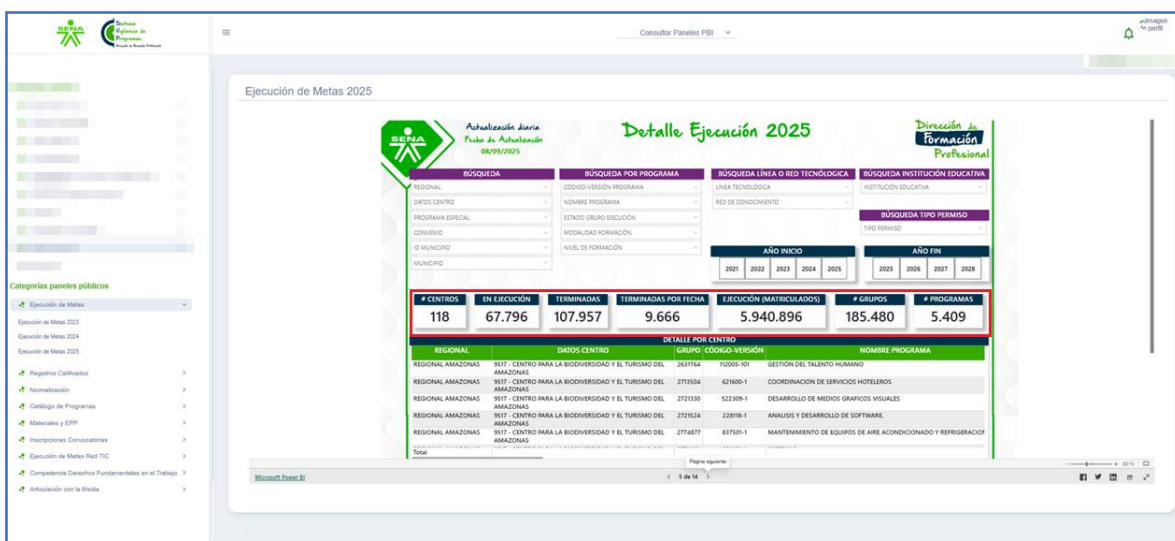 SENA
Sistema
Vigilancia de
Programas
Dirección de Formación Profesional
Consultor Paneles PBI
Imagen
perfil
Categorías paneles públicos
Ejecución de Metas
Ejecución de Metas 2023
Ejecución de Metas 2024
Ejecución de Metas 2025
Registros Calificados
Normalización
Catálogo de Programas
Materiales y EPP
Inscripciones Convocatorias
Ejecución de Metas Red TIC
Competencia Derechos Fundamentales en el Trabajo
Articulación con la Media
Ejecución de Metas 2025
SENA
Actualización diaria
Fecha de Actualización
08/09/2025
Detalle Ejecución 2025
Dirección de
Formación
Profesional
BÚSQUEDA
REGIONAL
DATOS CENTRO
PROGRAMA ESPECIAL
CONVENIO
ID MUNICIPIO
MUNICIPIO
BÚSQUEDA POR PROGRAMA
CÓDIGO-VERSIÓN PROGRAMA
NOMBRE PROGRAMA
ESTADO GRUPO EJECUCIÓN
MODALIDAD FORMACIÓN
NIVEL DE FORMACIÓN
BÚSQUEDA LÍNEA O RED TECNÓLOGICA
LÍNEA TECNOLÓGICA
RED DE CONOCIMIENTO
BÚSQUEDA INSTITUCIÓN EDUCATIVA
INSTITUCIÓN EDUCATIVA
BÚSQUEDA TIPO PERMISO
TIPO PERMISO
AÑO INICIO
2021 2022 2023 2024 2025
AÑO FIN
2025 2026 2027 2028
# CENTROS EN EJECUCIÓN TERMINADAS TERMINADAS POR FECHA EJECUCIÓN (MATRICULADOS) # GRUPOS # PROGRAMAS
118 67.796 107.957 9.666 5.940.896 185.480 5.409
DETALLE POR CENTRO
REGIONAL DATOS CENTRO GRUPO CÓDIGO-VERSIÓN NOMBRE PROGRAMA
REGIONAL AMAZONAS 9517 - CENTRO PARA LA BIODIVERSIDAD Y EL TURISMO DEL 2631764 112005-101 GESTIÓN DEL TALENTO HUMANO
AMAZONAS
REGIONAL AMAZONAS 9517 - CENTRO PARA LA BIODIVERSIDAD Y EL TURISMO DEL 2713504 621600-1 COORDINACION DE SERVICIOS HOTELEROS
AMAZONAS
REGIONAL AMAZONAS 9517 - CENTRO PARA LA BIODIVERSIDAD Y EL TURISMO DEL 2721330 522309-1 DESARROLLO DE MEDIOS GRAFICOS VISUALES
AMAZONAS
REGIONAL AMAZONAS 9517 - CENTRO PARA LA BIODIVERSIDAD Y EL TURISMO DEL 2721524 228118-1 ANALISIS Y DESARROLLO DE SOFTWARE.
AMAZONAS
REGIONAL AMAZONAS 9517 - CENTRO PARA LA BIODIVERSIDAD Y EL TURISMO DEL 2774877 837501-1 MANTENIMIENTO DE EQUIPOS DE AIRE ACONDICIONADO Y REFRIGERACION
AMAZONAS
Total
Página siguiente
Microsoft Power BI
5 de 14
80 %